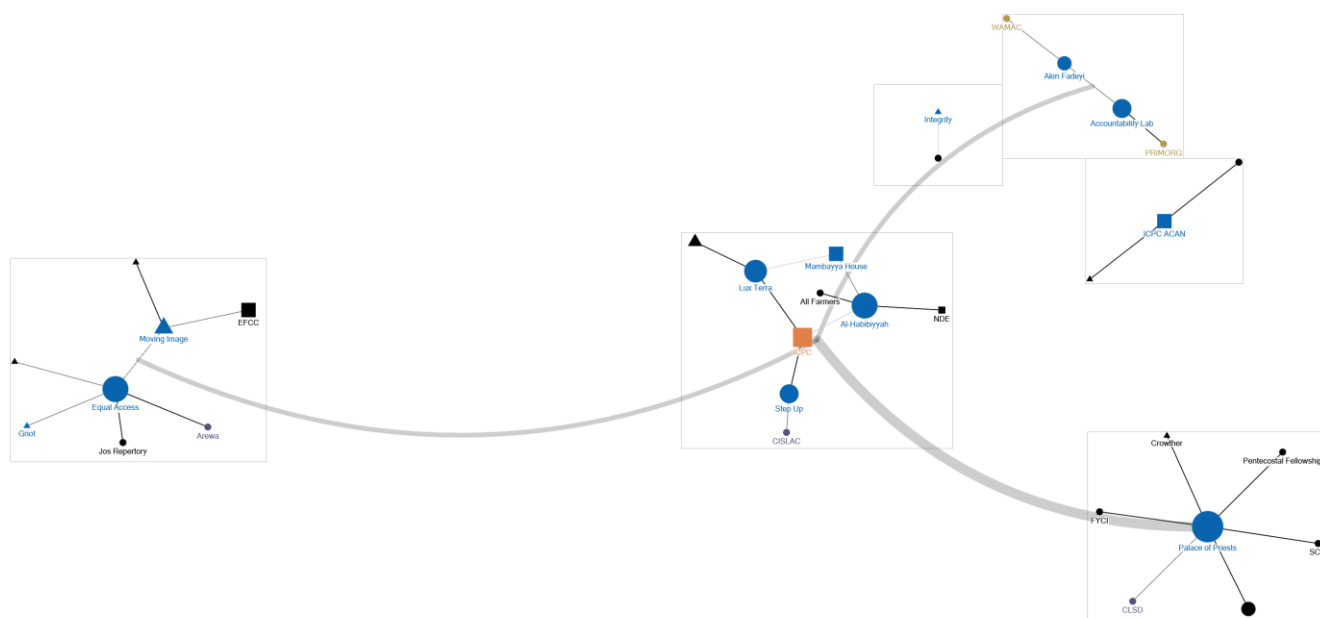 WAMAC
Akin Fadeyi
Accountability Lab
PRIMORG
Integrity
ICPC ACAN
Mambayya House
Lux Terra
All Farmers
Al-Habibiyyah
NDE
ICPC
Step Up
CISLAC
EFCC
Moving Image
Equal Access
Griot
Arewa
Jos Repertory
Crowther
Pentecostal Fellowship
FYCI
Palace of Priests
CLSD